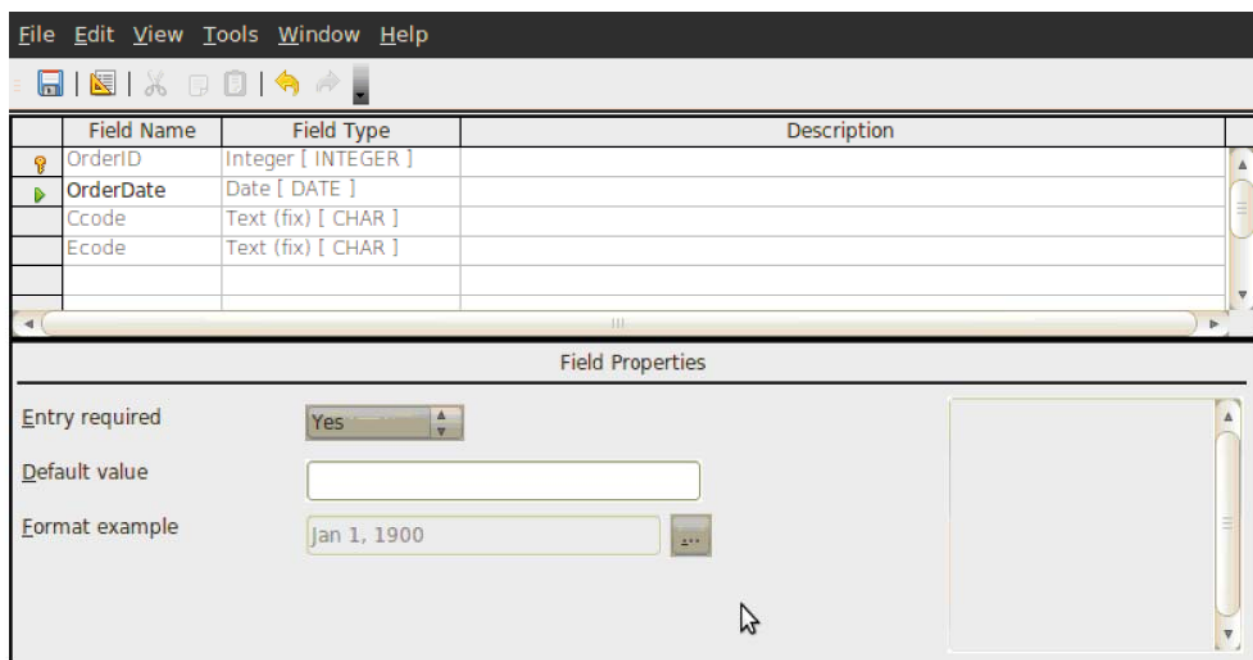 File Edit View Tools Window Help
Field Name Field Type Description
OrderID Integer [ INTEGER ]
OrderDate Date [ DATE ]
Ccode Text (fix) [ CHAR ]
Ecode Text (fix) [ CHAR ]
Field Properties
Entry required Yes
Default value
Format example Jan 1, 1900 ...